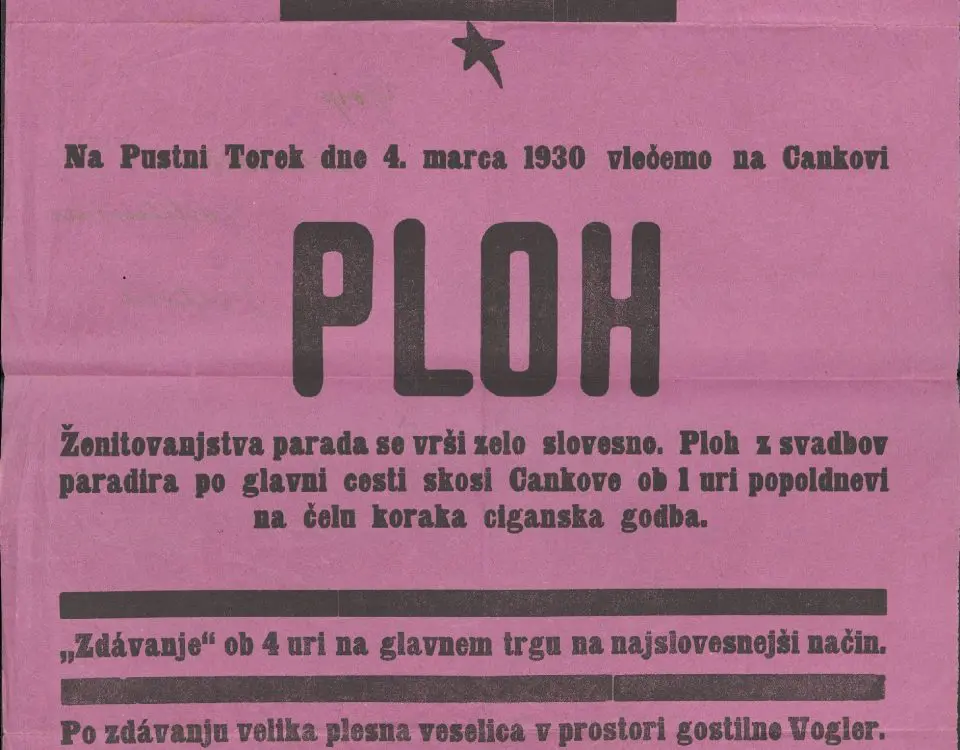 Na Pustni Torek dne 4. marca 1930 vlečemo na Cankovi
PLOH
Ženitovanjstva parada se vrši zelo slovesno. Ploh z svadbov
paradira po glavni cesti skosi Cankove ob 1 uri popoldnevi
na čelu koraka ciganska godba.
„Zdávanje“ ob 4 uri na glavnem trgu na najslovesnejši način.
Po zdávanju velika plesna veselica v prostori gostilne Vogler.